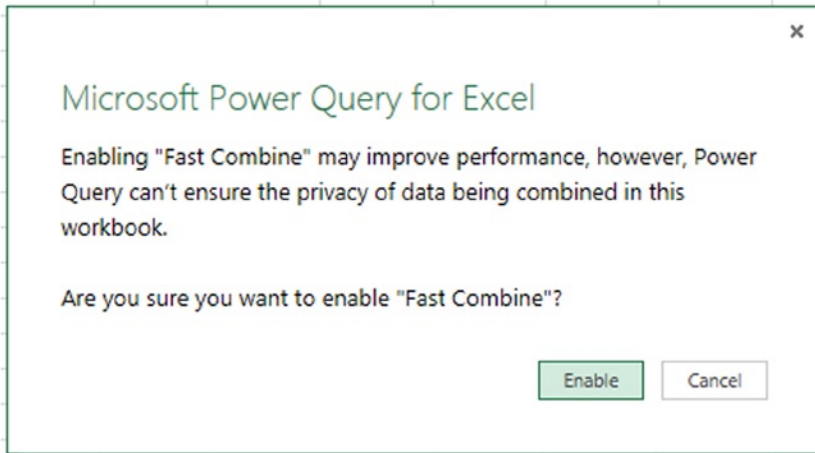 Microsoft Power Query for Excel
Enabling "Fast Combine" may improve performance, however, Power
Query can't ensure the privacy of data being combined in this
workbook.
Are you sure you want to enable "Fast Combine"?
Enable Cancel